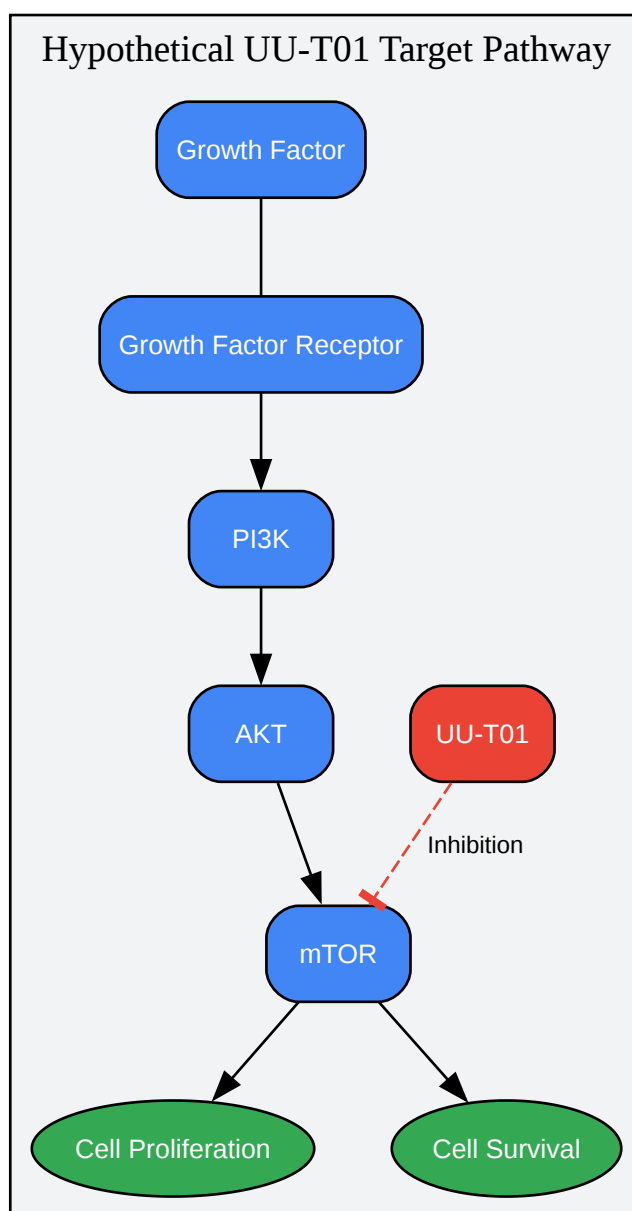 Hypothetical UU-T01 Target Pathway
Growth Factor
Growth Factor Receptor
PI3K
AKT
UU-T01
Inhibition
mTOR
Cell Proliferation
Cell Survival